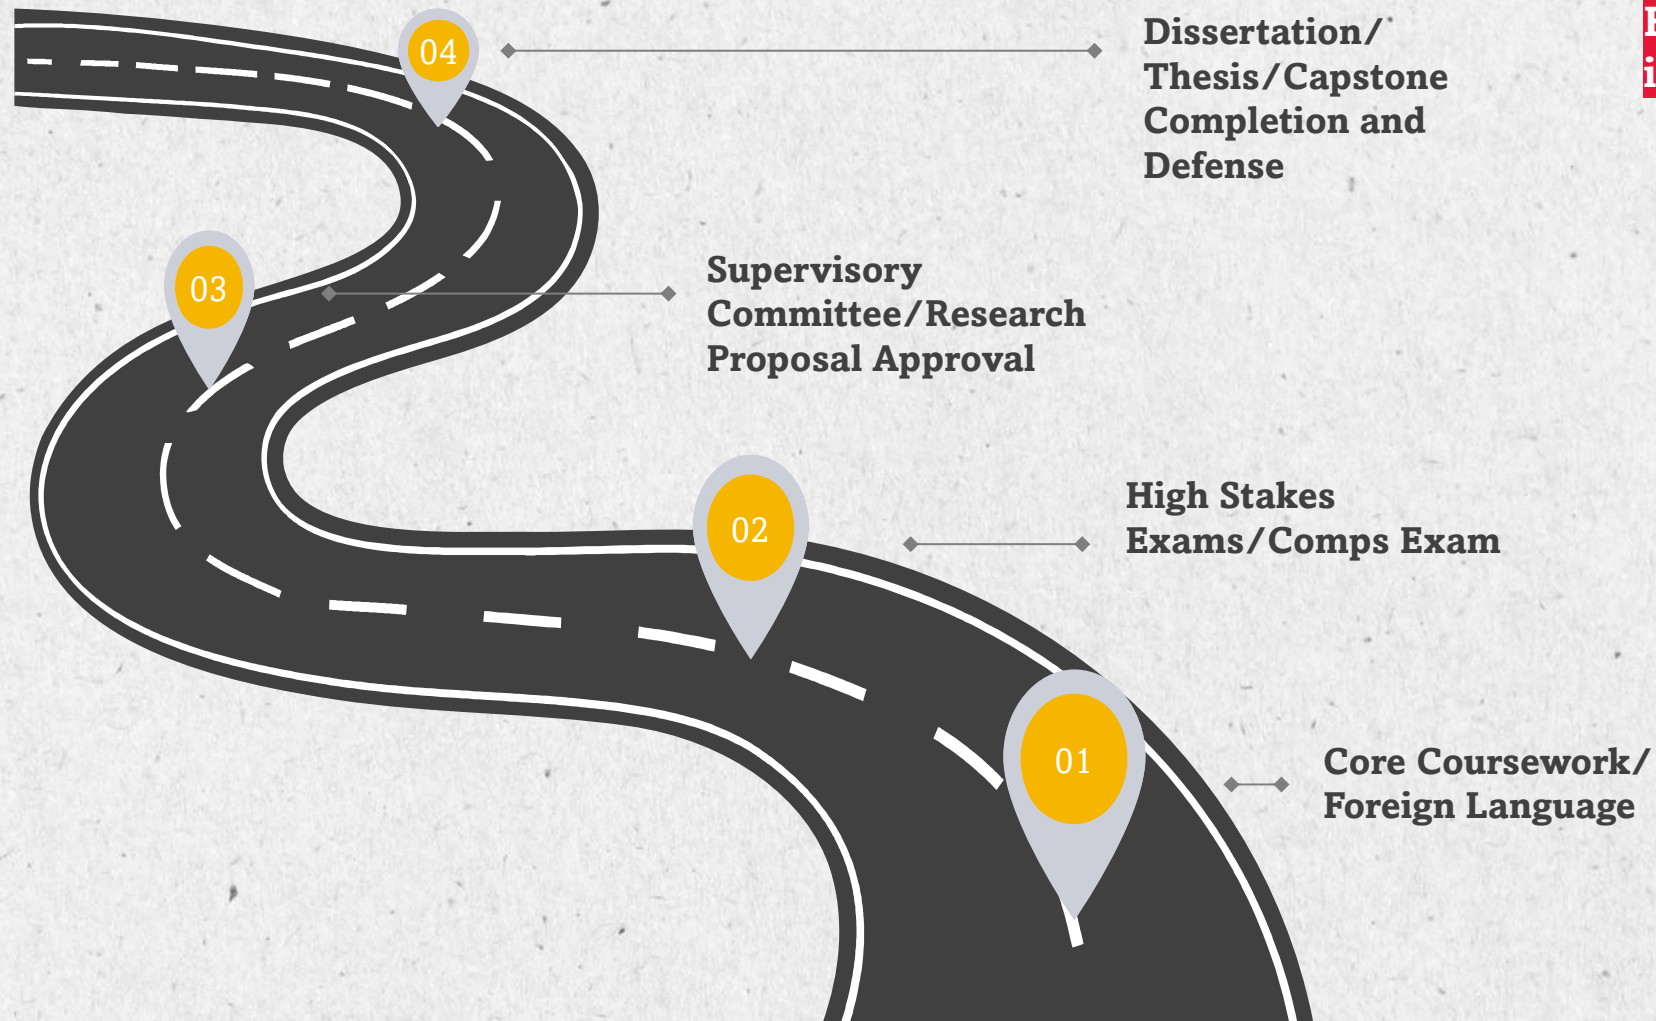 04
Dissertation/
Thesis/Capstone
Completion and
Defense
03
Supervisory
Committee/Research
Proposal Approval
02
High Stakes
Exams/Comps Exam
01
Core Coursework/
Foreign Language